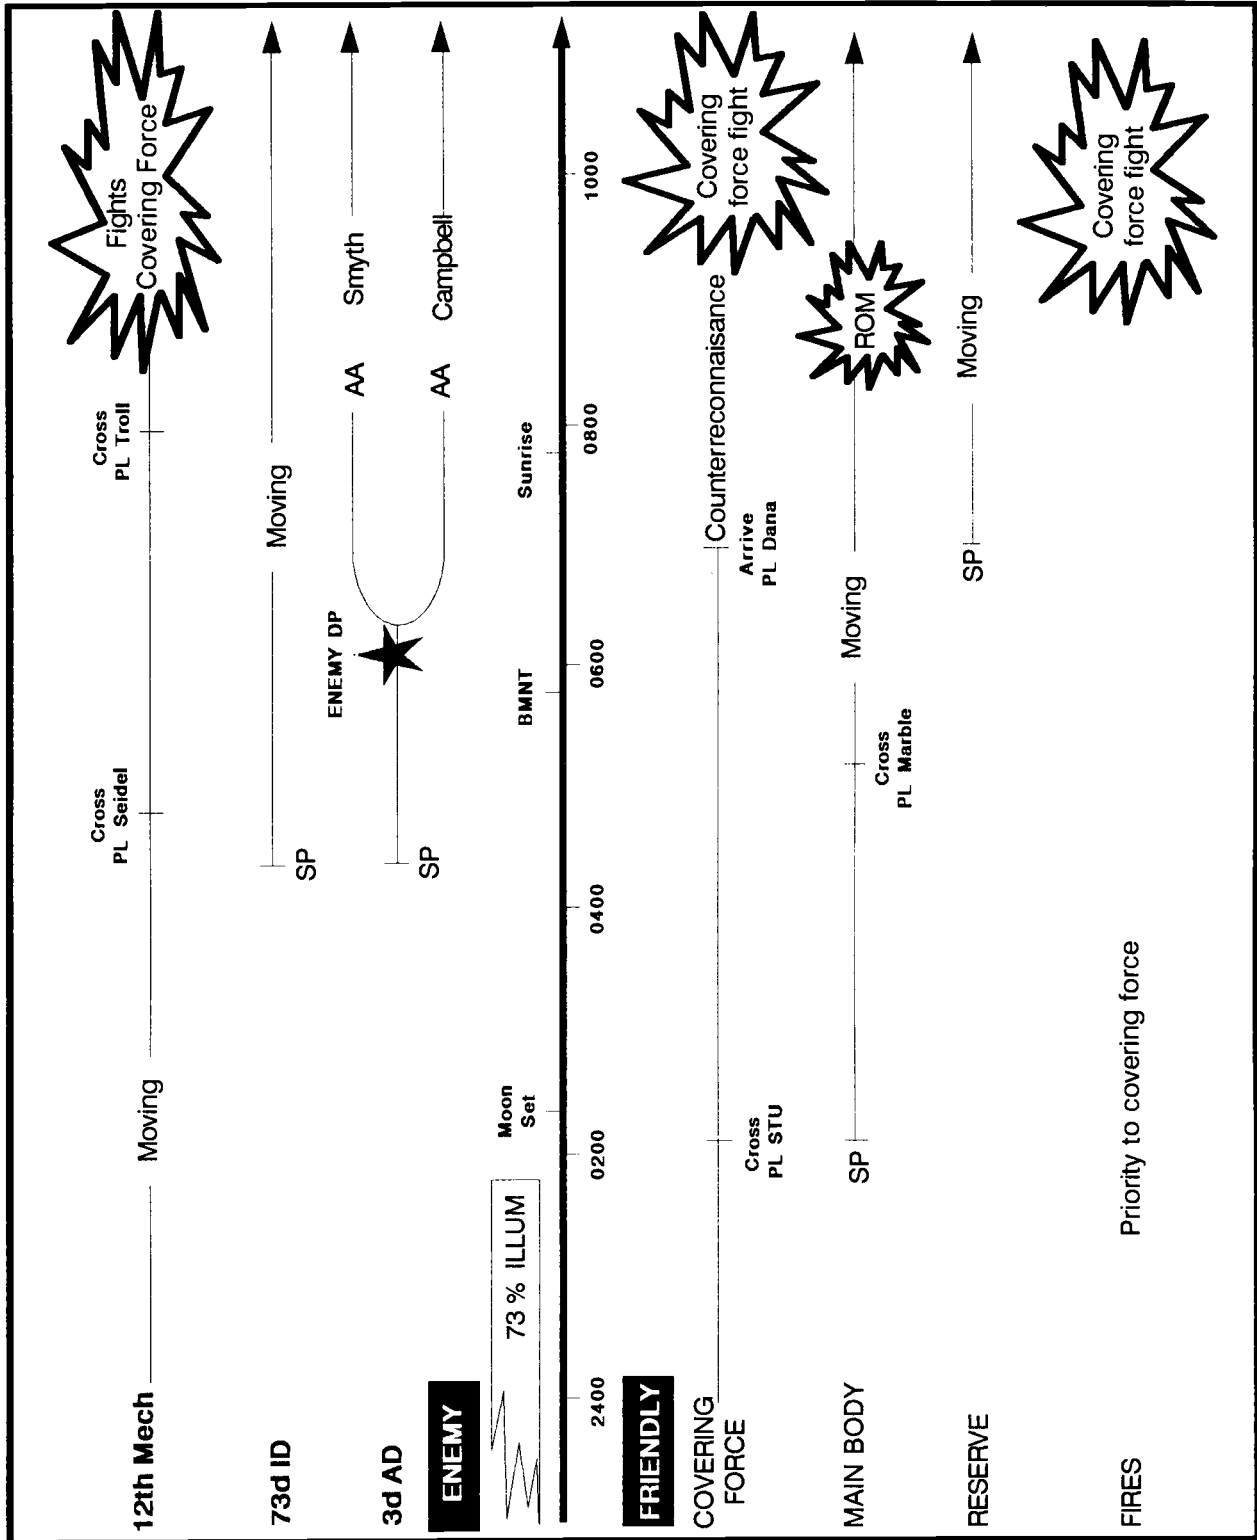 12th Mech
Moving
Cross
PL Seidel
Cross
PL Troll
Fights
Covering Force
73d ID
SP
Moving
3d AD
SP
ENEMY DP
AA Smyth
AA Campbell
ENEMY
73 % ILLUM
Moon
Set
BMNT
Sunrise
2400
0200
0400
0600
0800
1000
FRIENDLY
COVERING
FORCE
Cross
PL STU
Arrive
PL Dana
Counterreconnaisance
Covering
force fight
MAIN BODY
SP
Cross
PL Marble
Moving
ROM
RESERVE
SP
Moving
FIRES
Priority to covering force
Covering
force fight